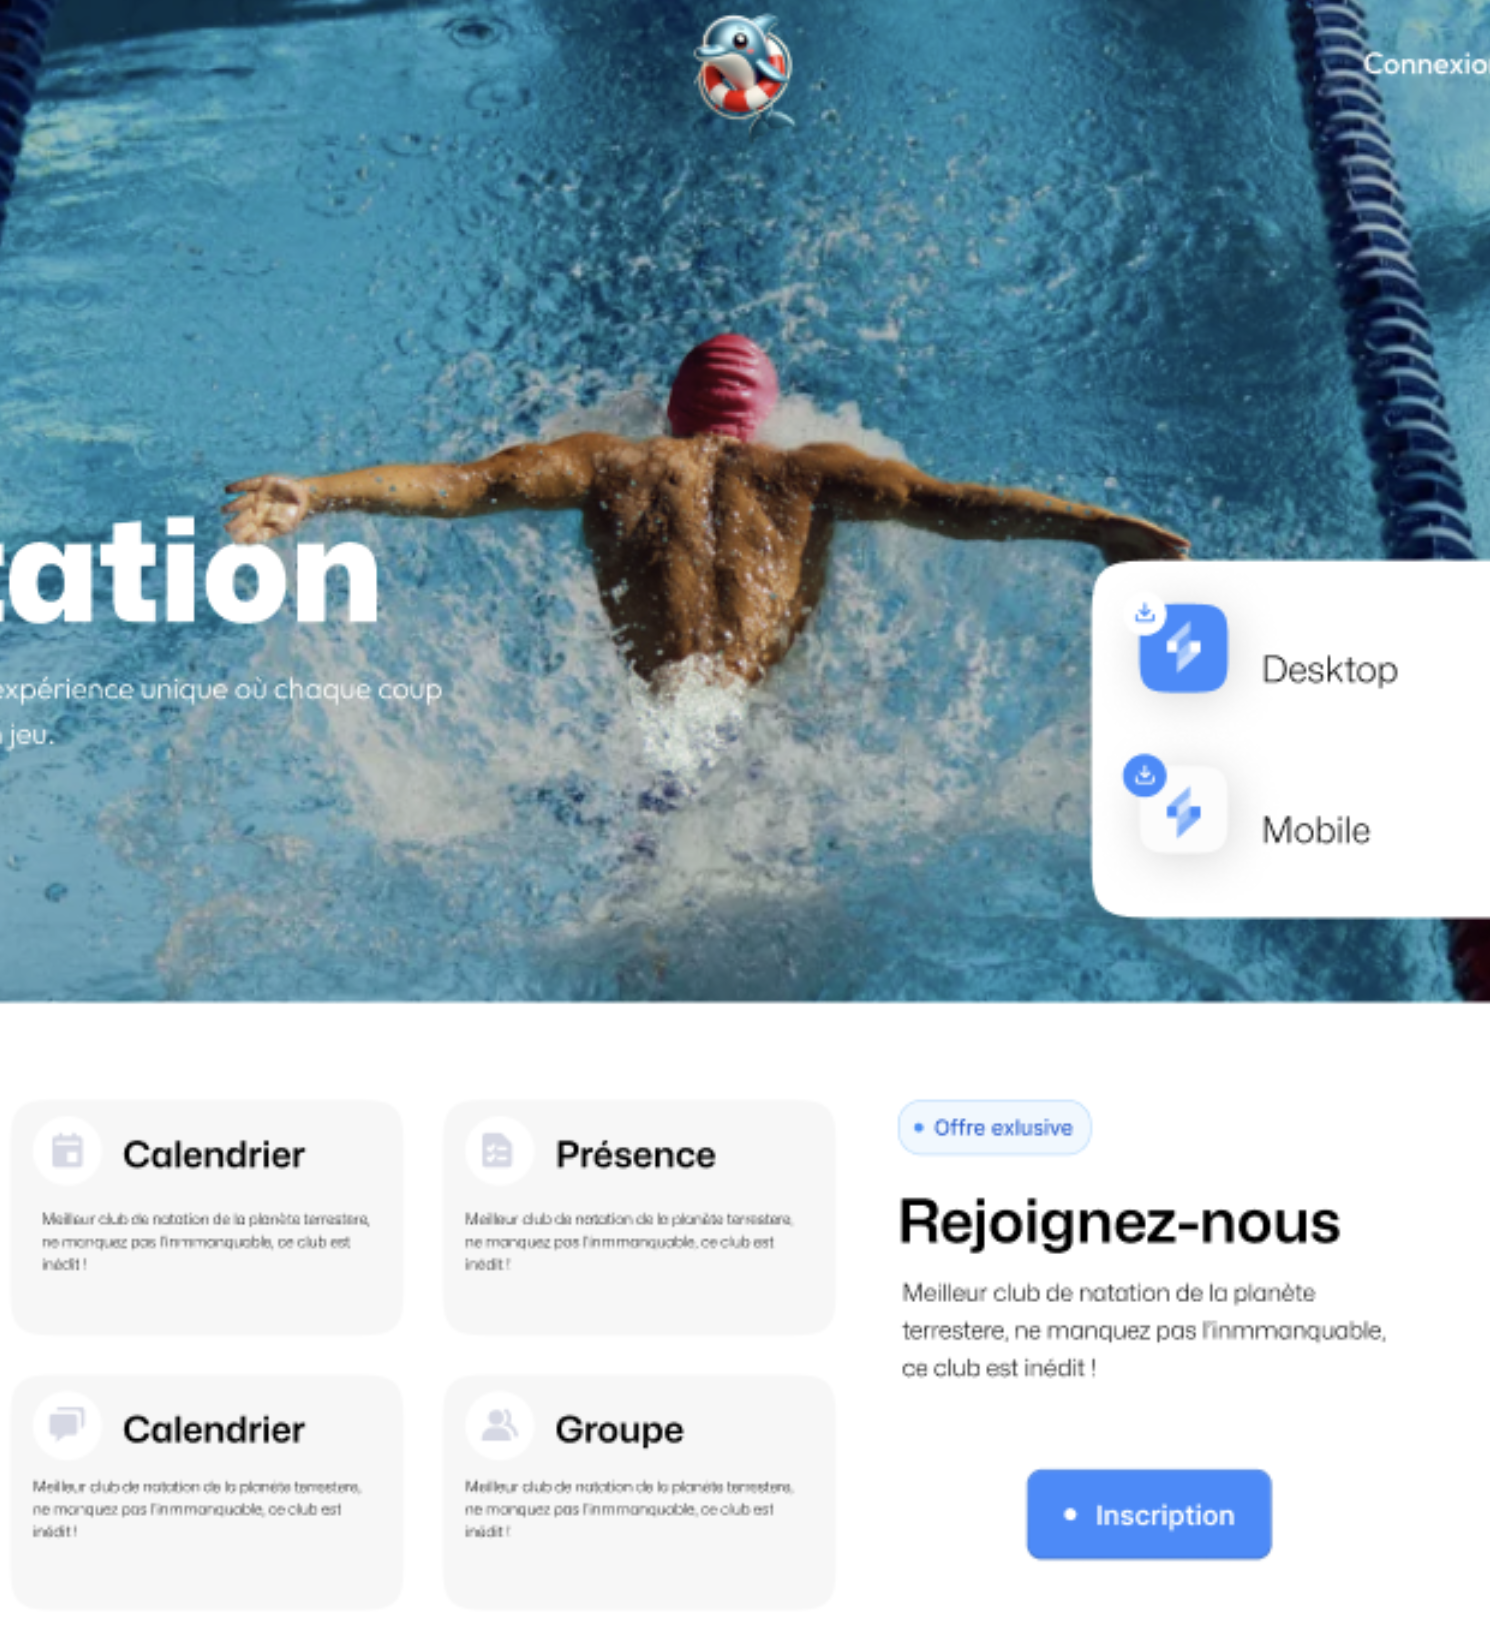 Connexio
tation
expérience unique où chaque coup
jeu.
Desktop
Mobile
Calendrier
Meilleur club de natation de la planète terrestere,
ne manquez pas l'inmmanquable, ce club est
inédit !
Présence
Meilleur club de natation de la planète terrestere,
ne manquez pas l'inmmanquable, ce club est
inédit !
Calendrier
Meilleur club de natation de la planète terrestere,
ne manquez pas l'inmmanquable, ce club est
inédit !
Groupe
Meilleur club de natation de la planète terrestere,
ne manquez pas l'inmmanquable, ce club est
inédit !
Offre exlusive
Rejoignez-nous
Meilleur club de natation de la planète
terrestere, ne manquez pas l'inmmanquable,
ce club est inédit !
Inscription